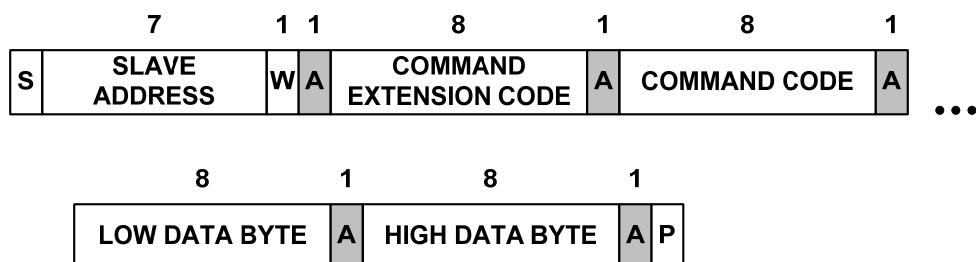 7 1 1 8 1 8 1
S SLAVE ADDRESS W A COMMAND EXTENSION CODE A COMMAND CODE A ...
8 1 8 1
LOW DATA BYTE A HIGH DATA BYTE A P